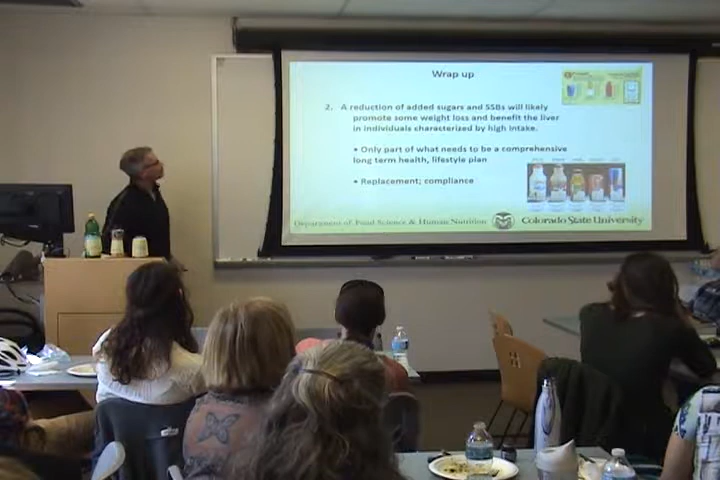 Wrap up
2. A reduction of added sugars and SSBs will likely
promote some weight loss and benefit the liver
in individuals characterized by high intake.
• Only part of what needs to be a comprehensive
long term health, lifestyle plan
• Replacement; compliance
Department of Food Science & Human Nutrition
Colorado State University